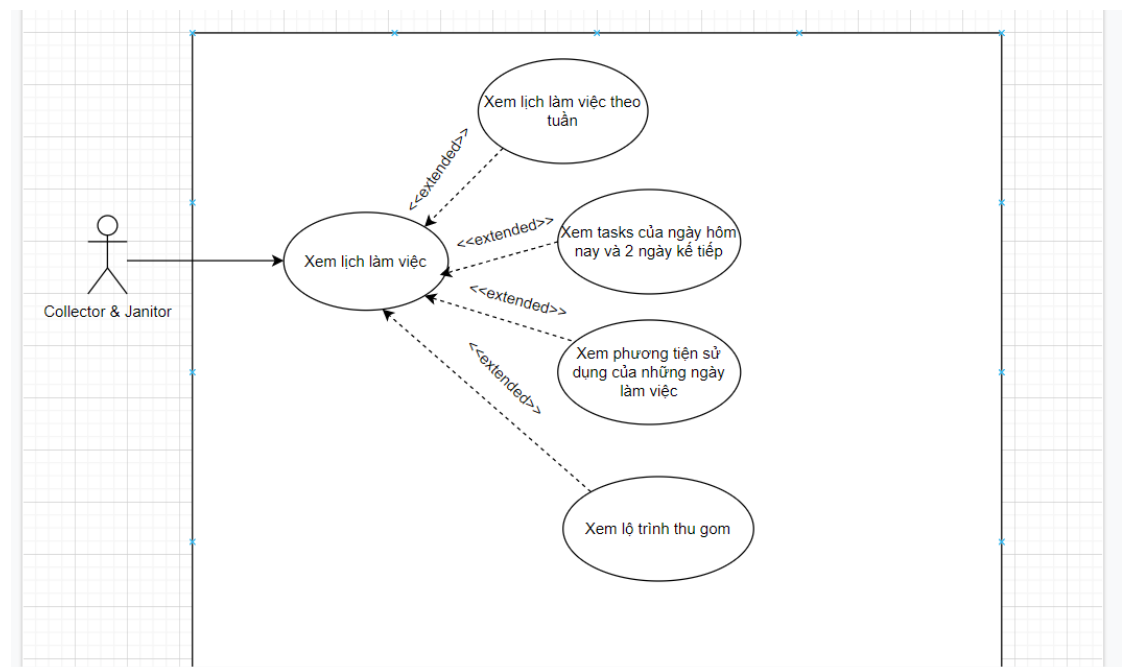 Xem lịch làm việc theo
tuần
<<extended>>
Xem tasks của ngày hôm
nay và 2 ngày kế tiếp
<<extended>>
Xem lịch làm việc
<<extended>>
Collector & Janitor
Xem phương tiện sử
dụng của những ngày
làm việc
<<extended>>
Xem lộ trình thu gom